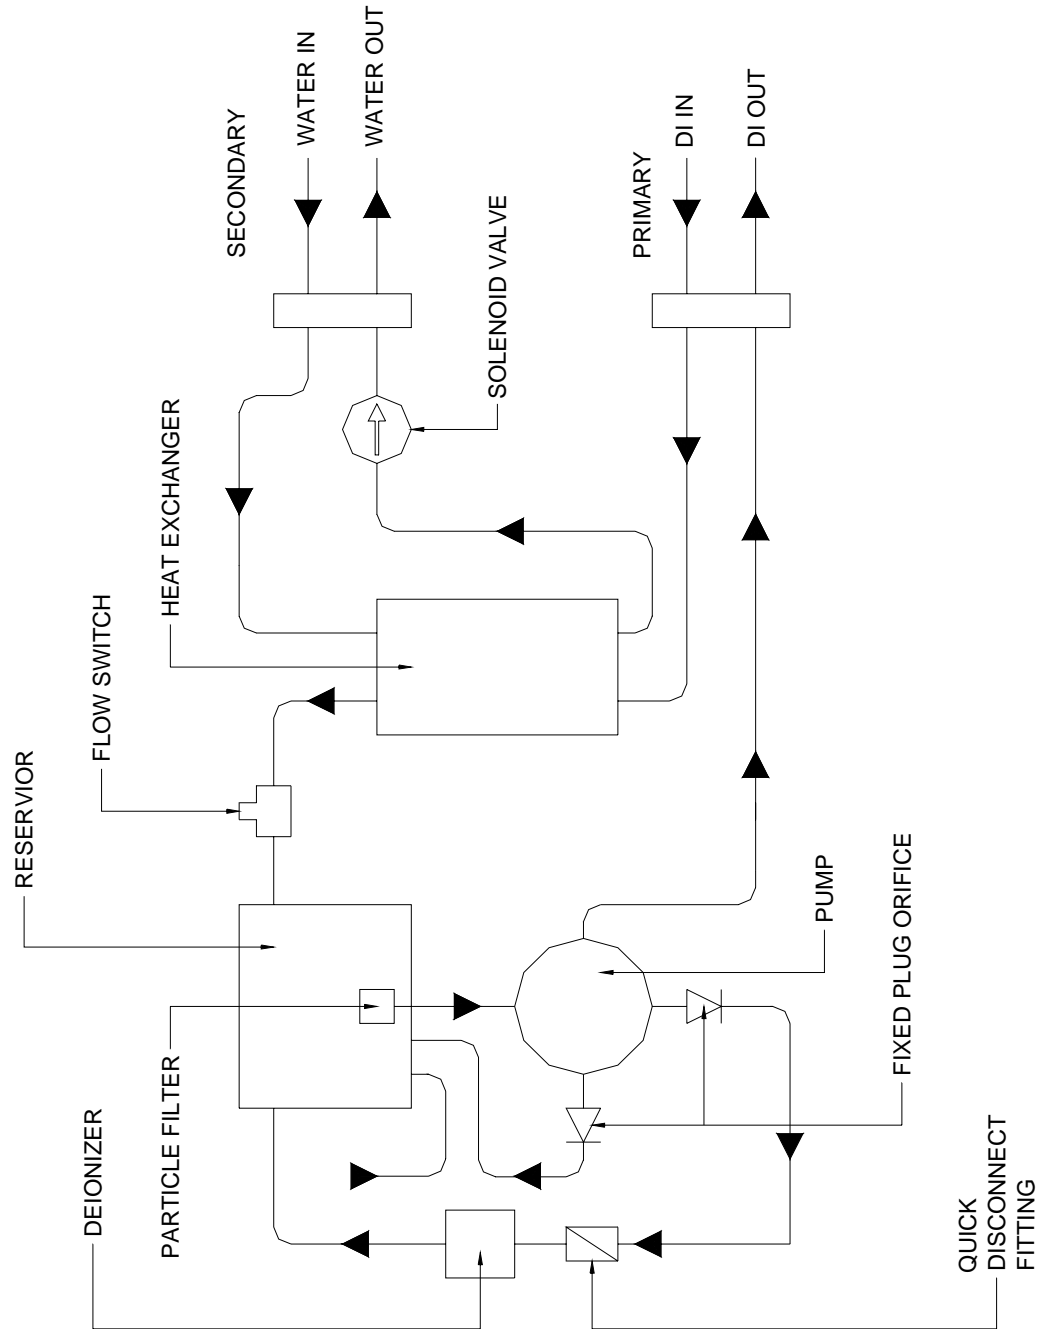 RESERVIOR
FLOW SWITCH
HEAT EXCHANGER
SECONDARY
WATER IN
WATER OUT
SOLENOID VALVE
PRIMARY
DI IN
DI OUT
DEIONIZER
PARTICLE FILTER
PUMP
FIXED PLUG ORIFICE
QUICK
DISCONNECT
FITTING